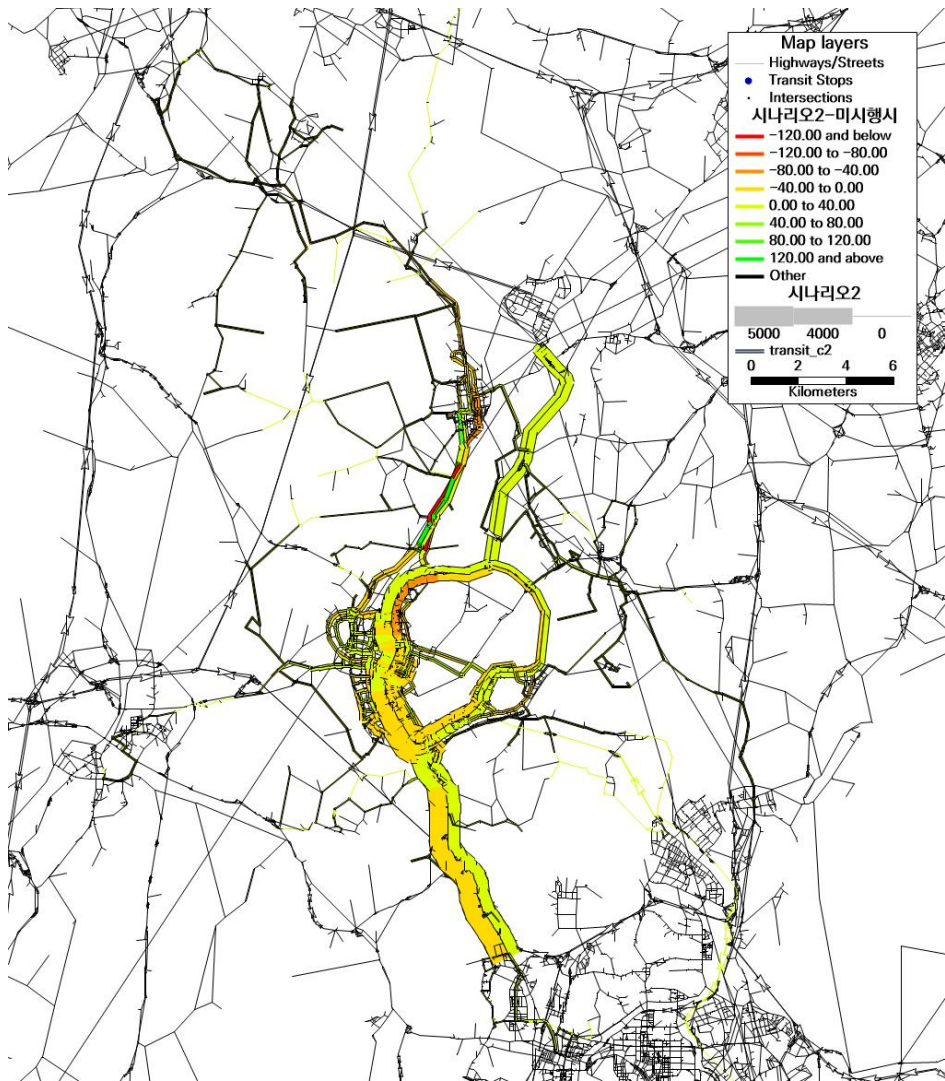 Map layers
Highways/Streets
Transit Stops
Intersections
시나리오2-미시행시
-120.00 and below
-120.00 to -80.00
-80.00 to -40.00
-40.00 to 0.00
0.00 to 40.00
40.00 to 80.00
80.00 to 120.00
120.00 and above
Other
시나리오2
5000 4000 0
transit_c2
0 2 4 6
Kilometers